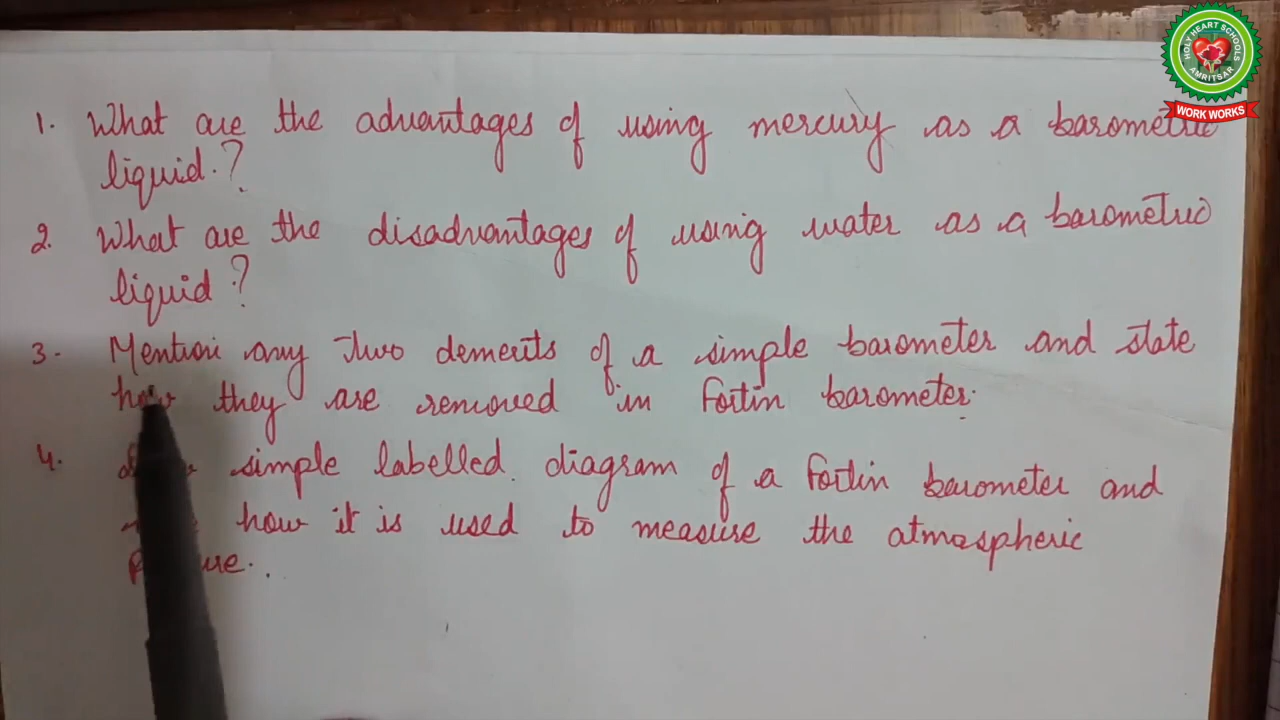 HOLY HEART SCHOOLS
AMRITSAR
WORK WORKS
1. What are the advantages of using mercury as a barometric
liquid.?
2. What are the disadvantages of using water as a barometric
liquid?
3. Mention any two demerits of a simple barometer and state
how they are removed in Fortin barometer.
4. simple labelled diagram of a Fortin barometer and
how it is used to measure the atmospheric